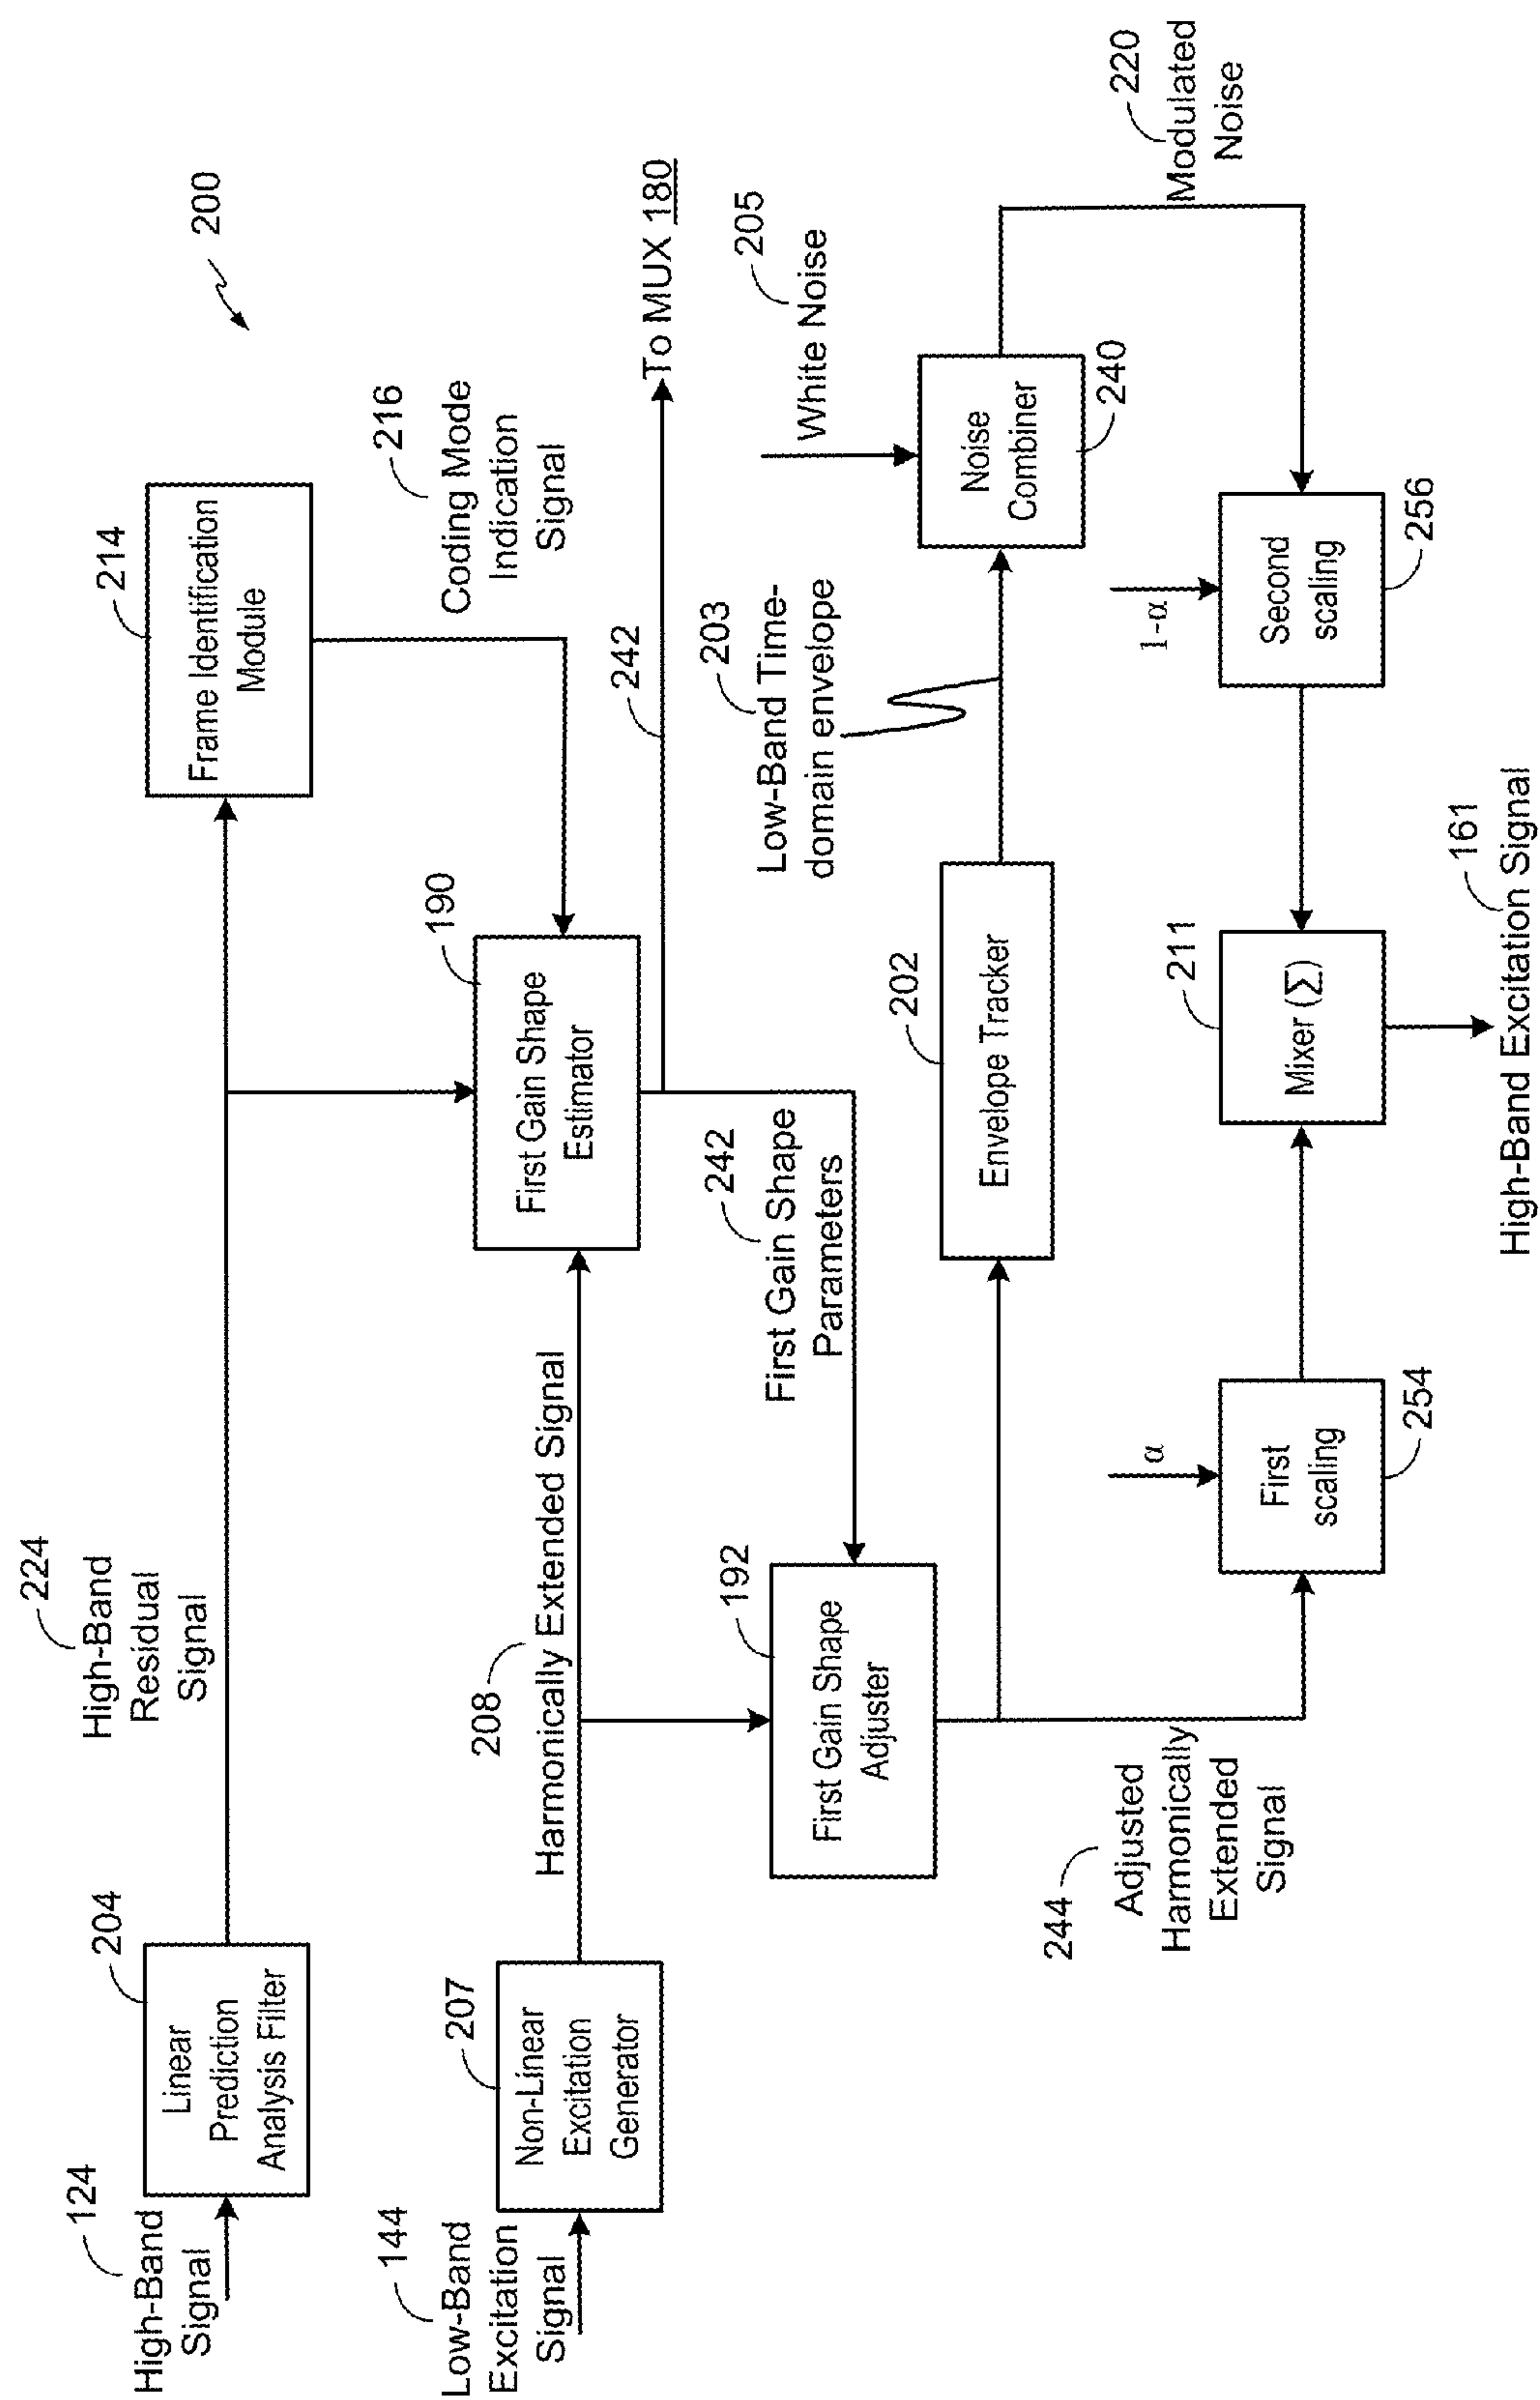 200
124
High-Band
Signal
204
Linear
Prediction
Analysis Filter
224
High-Band
Residual
Signal
214
Frame Identification
Module
216
Coding Mode
Indication
Signal
144
Low-Band
Excitation
Signal
207
Non-Linear
Excitation
Generator
208
Harmonically Extended Signal
190
First Gain Shape
Estimator
242
To MUX 180
242
First Gain Shape
Parameters
192
First Gain Shape
Adjuster
203
Low-Band Time-
domain envelope
205
White Noise
202
Envelope Tracker
Noise
Combiner
240
220
Modulated
Noise
244
Adjusted
Harmonically
Extended
Signal
α
First
scaling
254
211
Mixer (Σ)
1-α
Second
scaling
256
161
High-Band Excitation Signal